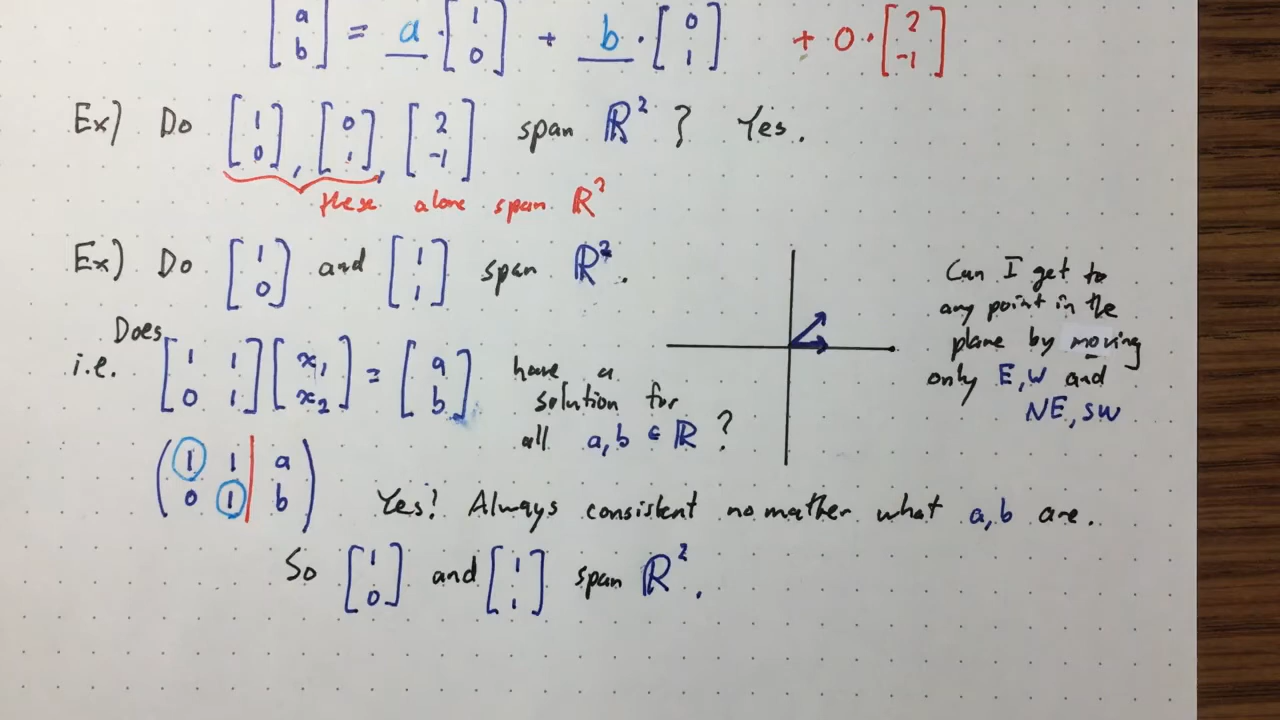 [a b] = a · [1 0] + b · [0 1] + 0 · [2 -1]
Ex) Do [1 0], [0 1], [2 -1] span ℝ² ? Yes.
these alone span ℝ²
Ex) Do [1 0] and [1 1] span ℝ².
i.e. Does [1 1 0 1] [x₁ x₂] = [a b] have a
solution for
all a,b ∈ ℝ ?
Can I get to
any point in the
plane by moving
only E,W and
NE, SW
(1 1 | a
0 1 | b)
Yes! Always consistent no mather what a,b are.
So [1 0] and [1 1] span ℝ².